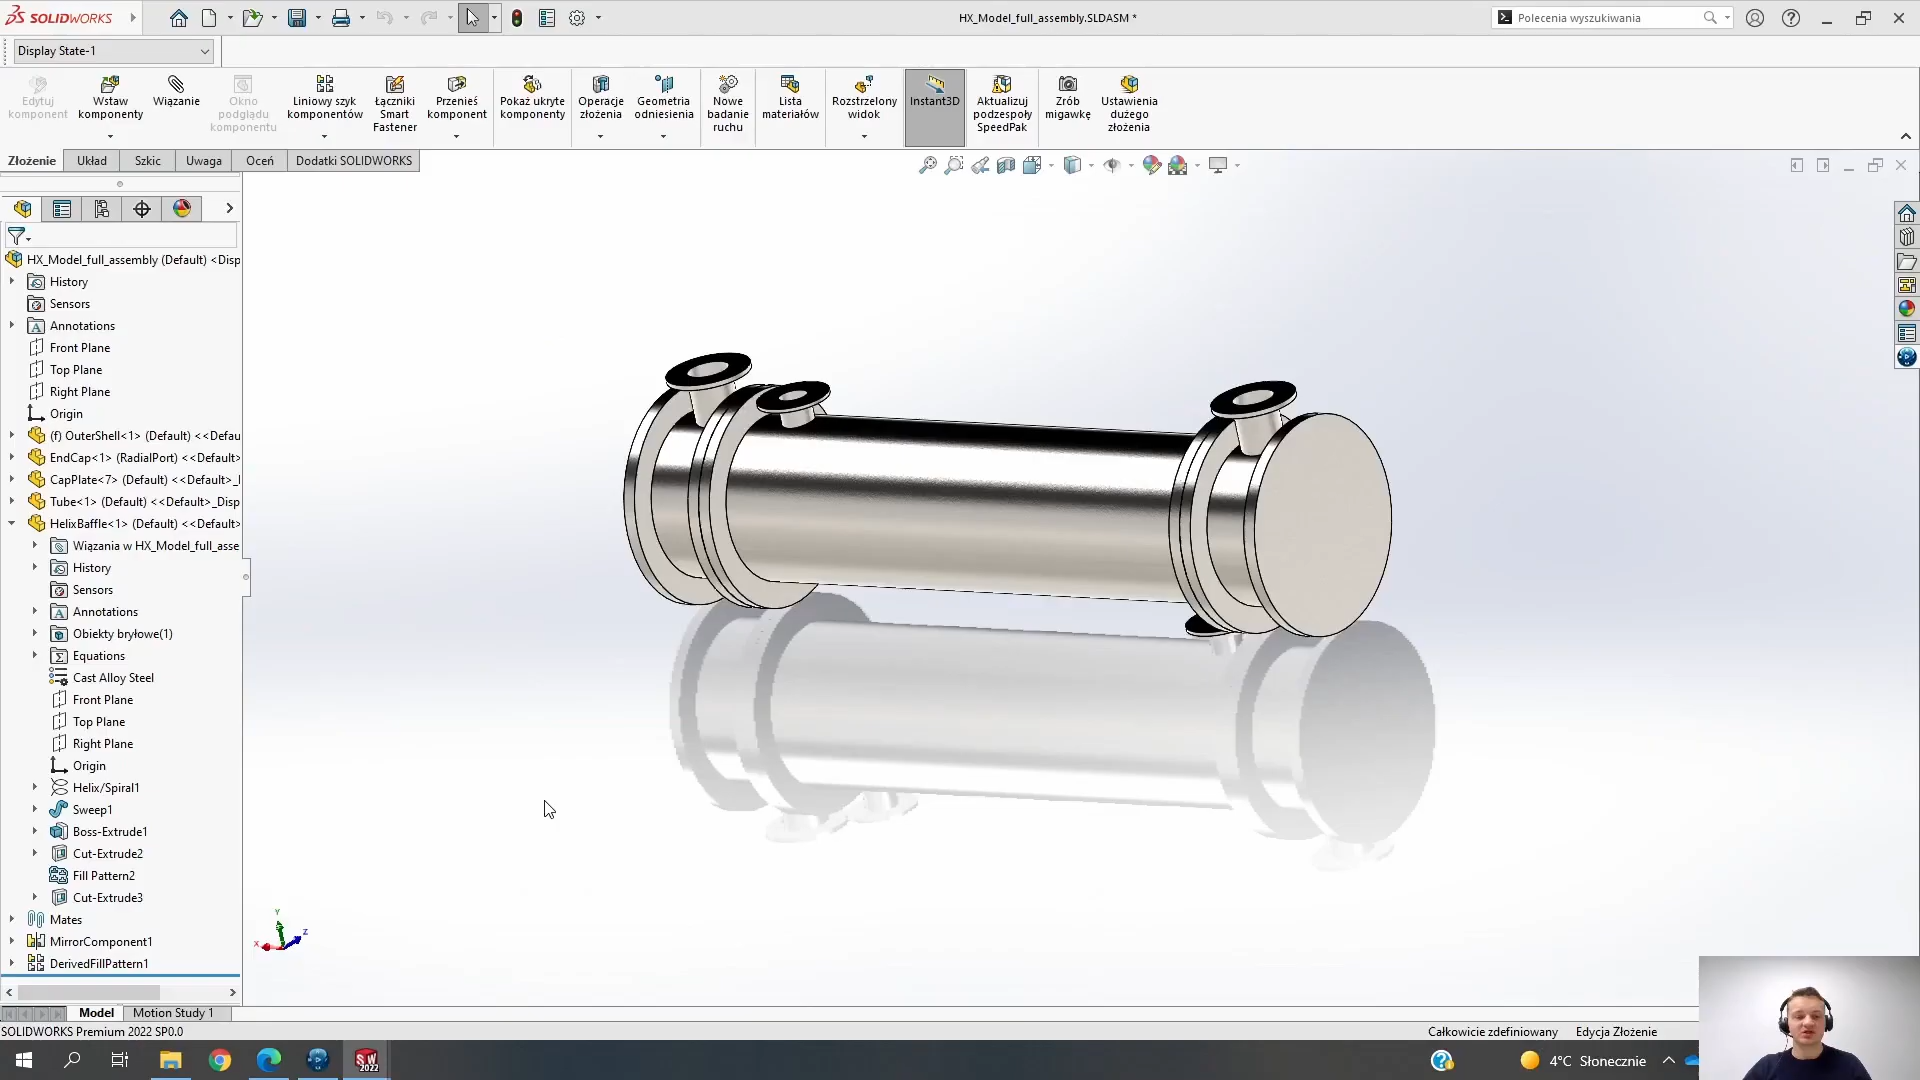 SOLIDWORKS
HX_Model_full_assembly.SLDASM *
Polecenia wyszukiwania
Display State-1
Edytuj
komponent
Wstaw
komponenty
Wiązanie
Okno
podglądu
komponentu
Liniowy szyk
komponentów
Łączniki
Smart
Fastener
Przenieś
komponent
Pokaż ukryte
komponenty
Operacje
złożenia
Geometria
odniesienia
Nowe
badanie
ruchu
Lista
materiałów
Rozstrzelony
widok
Instant3D
Aktualizuj
podzespoły
SpeedPak
Zrób
migawkę
Ustawienia
dużego
złożenia
Złożenie
Układ
Szkic
Uwaga
Oceń
Dodatki SOLIDWORKS
HX_Model_full_assembly (Default) <Disp
History
Sensors
Annotations
Front Plane
Top Plane
Right Plane
Origin
(f) OuterShell<1> (Default) <<Defau
EndCap<1> (RadialPort) <<Default>
CapPlate<7> (Default) <<Default>_I
Tube<1> (Default) <<Default>_Disp
HelixBaffle<1> (Default) <<Default>
Wiązania w HX_Model_full_asse
History
Sensors
Annotations
Obiekty bryłowe(1)
Equations
Cast Alloy Steel
Front Plane
Top Plane
Right Plane
Origin
Helix/Spiral1
Sweep1
Boss-Extrude1
Cut-Extrude2
Fill Pattern2
Cut-Extrude3
Mates
MirrorComponent1
DerivedFillPattern1
Y
X
Z
Model
Motion Study 1
SOLIDWORKS Premium 2022 SP0.0
Całkowicie zdefiniowany
Edycja Złożenie
SW
2022
4°C Słonecznie